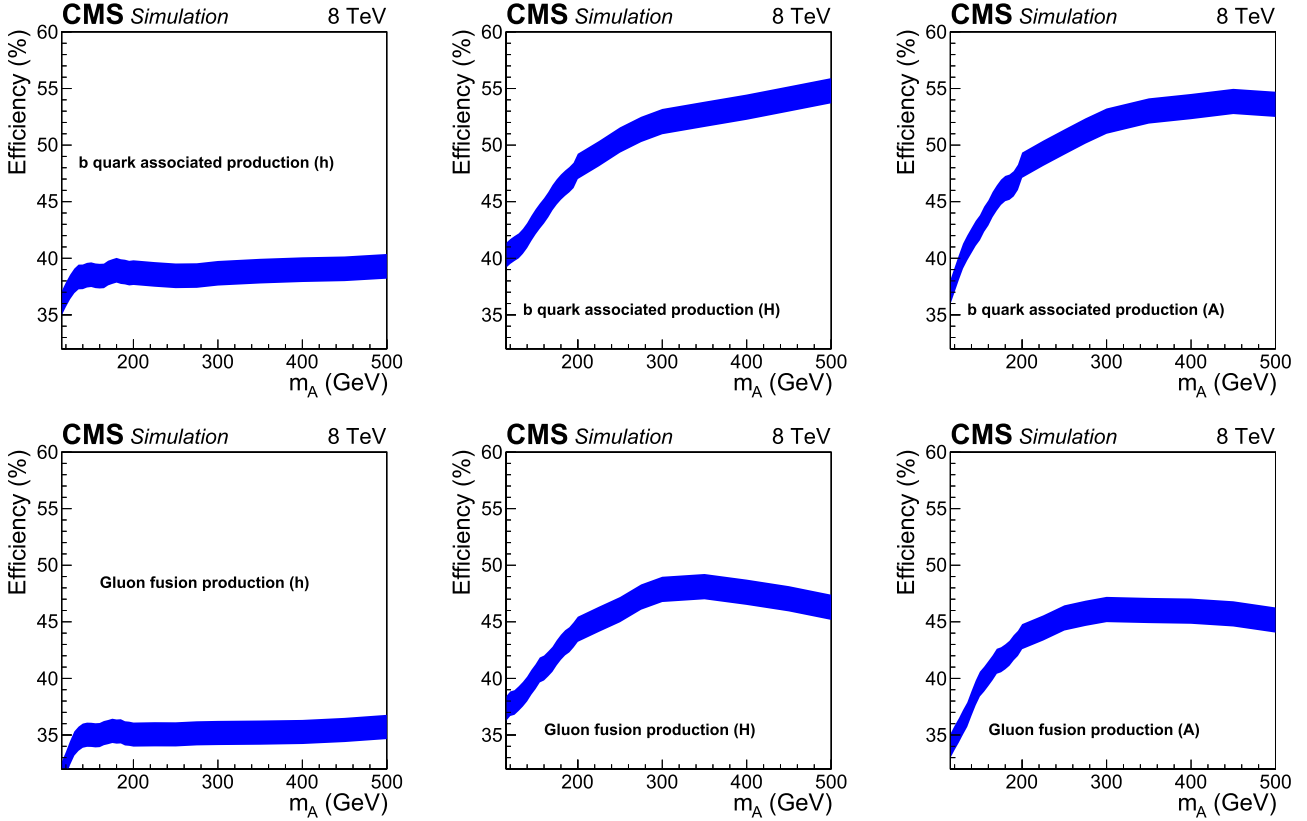 CMS Simulation 8 TeV
Efficiency (%)
60
55
50
45
40
35
b quark associated production (h)
200 300 400 500
m_A (GeV)
CMS Simulation 8 TeV
Efficiency (%)
60
55
50
45
40
35
b quark associated production (H)
200 300 400 500
m_A (GeV)
CMS Simulation 8 TeV
Efficiency (%)
60
55
50
45
40
35
b quark associated production (A)
200 300 400 500
m_A (GeV)
CMS Simulation 8 TeV
Efficiency (%)
60
55
50
45
40
35
Gluon fusion production (h)
200 300 400 500
m_A (GeV)
CMS Simulation 8 TeV
Efficiency (%)
60
55
50
45
40
35
Gluon fusion production (H)
200 300 400 500
m_A (GeV)
CMS Simulation 8 TeV
Efficiency (%)
60
55
50
45
40
35
Gluon fusion production (A)
200 300 400 500
m_A (GeV)